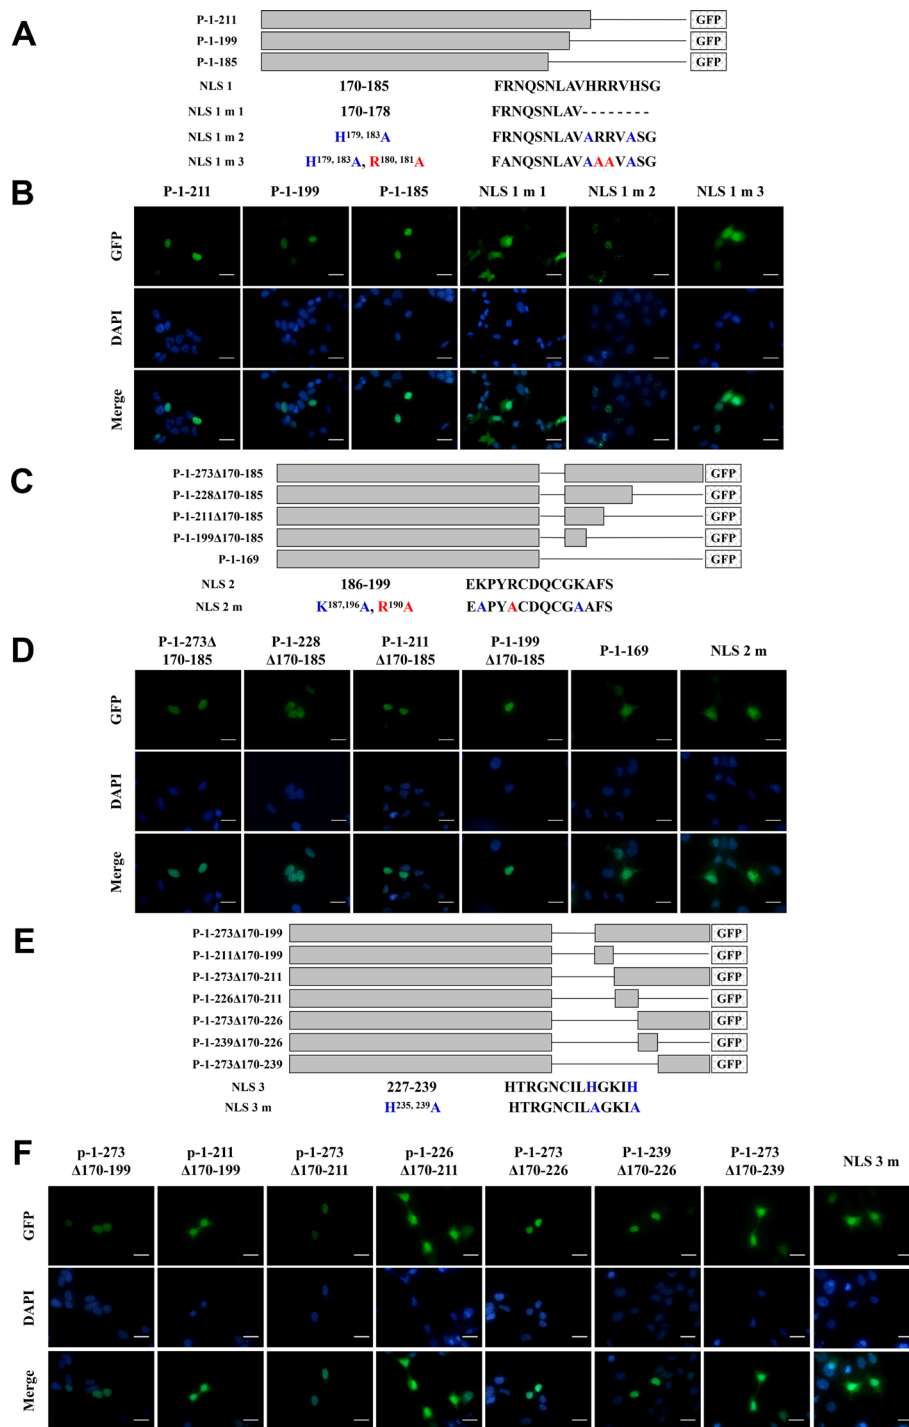 A
P-1-211 GFP
P-1-199 GFP
P-1-185 GFP
NLS 1 170-185 FRNQSNLAVHRRVHSG
NLS 1 m 1 170-178 FRNQSNLAV--------
NLS 1 m 2 H179, 183A FRNQSNLAVARRVASG
NLS 1 m 3 H179, 183A, R180, 181A FANQSNLAVAAAVASG
B
P-1-211 P-1-199 P-1-185 NLS 1 m 1 NLS 1 m 2 NLS 1 m 3
GFP
DAPI
Merge
C
P-1-273Δ170-185 GFP
P-1-228Δ170-185 GFP
P-1-211Δ170-185 GFP
P-1-199Δ170-185 GFP
P-1-169 GFP
NLS 2 186-199 EKPYRCDQCGKAFS
NLS 2 m K187,196A, R190A EAPYACDQCGAAFS
D
P-1-273Δ P-1-228 P-1-211 P-1-199 P-1-169 NLS 2 m
170-185 Δ170-185 Δ170-185 Δ170-185
GFP
DAPI
Merge
E
P-1-273Δ170-199 GFP
P-1-211Δ170-199 GFP
P-1-273Δ170-211 GFP
P-1-226Δ170-211 GFP
P-1-273Δ170-226 GFP
P-1-239Δ170-226 GFP
P-1-273Δ170-239 GFP
NLS 3 227-239 HTRGNCILHGKIH
NLS 3 m H235, 239A HTRGNCILAGKIA
F
p-1-273 p-1-211 p-1-273 p-1-226 P-1-273 P-1-239 P-1-273 NLS 3 m
Δ170-199 Δ170-199 Δ170-211 Δ170-211 Δ170-226 Δ170-226 Δ170-239
GFP
DAPI
Merge